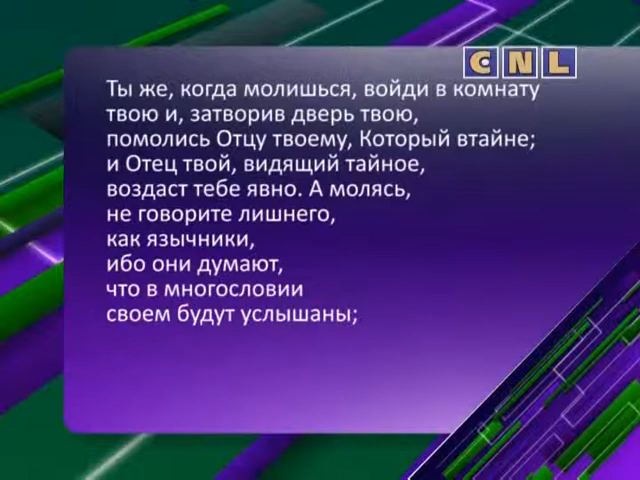 CNL
Ты же, когда молишься, войди в комнату
твою и, затворив дверь твою,
помолись Отцу твоему, Который втайне;
и Отец твой, видящий тайное,
воздаст тебе явно. А молясь,
не говорите лишнего,
как язычники,
ибо они думают,
что в многословии
своем будут услышаны;